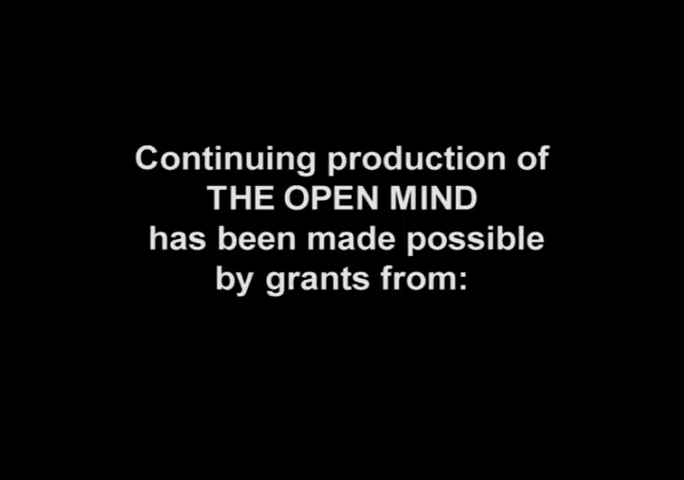 Continuing production of
THE OPEN MIND
has been made possible
by grants from: